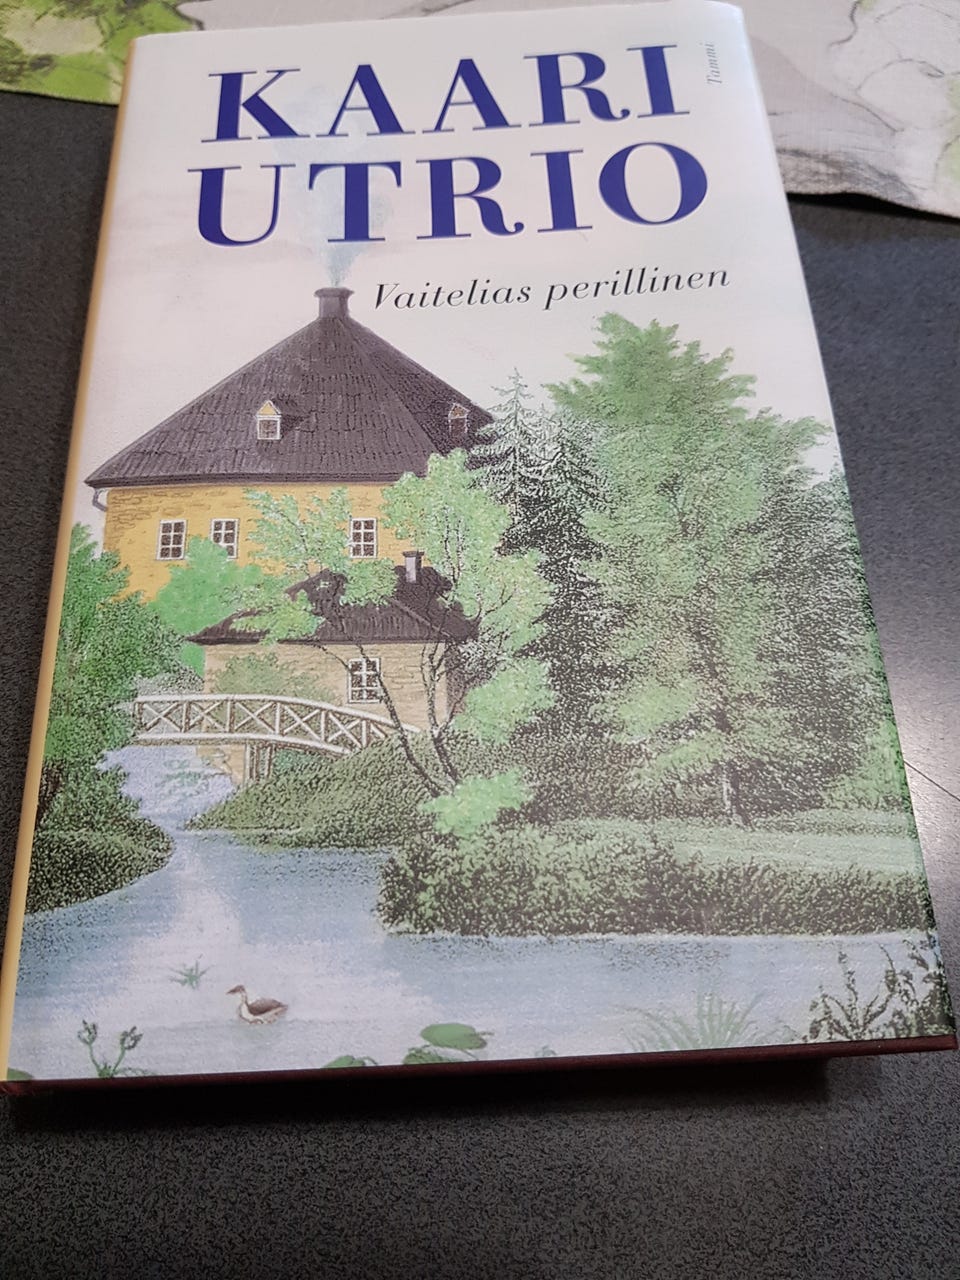 KAARI
UTRIO
Tammi
Vaitelias perillinen